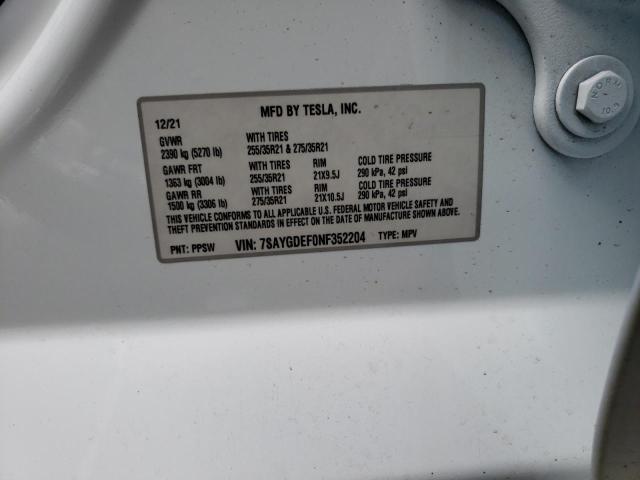 MFD BY TESLA, INC.
12/21
GVWR WITH TIRES
2390 kg (5270 lb) 255/35R21 & 275/35R21
GAWR FRT WITH TIRES RIM COLD TIRE PRESSURE
1363 kg (3004 lb) 255/35R21 21X9.5J 290 kPa, 42 psi
GAWR RR WITH TIRES RIM COLD TIRE PRESSURE
1500 kg (3306 lb) 275/35R21 21X10.5J 290 kPa, 42 psi
THIS VEHICLE CONFORMS TO ALL APPLICABLE U.S. FEDERAL MOTOR VEHICLE SAFETY AND
THEFT PREVENTION STANDARDS IN EFFECT ON THE DATE OF MANUFACTURE SHOWN ABOVE.
PNT: PPSW VIN: 7SAYGDEF0NF352204 TYPE: MPV